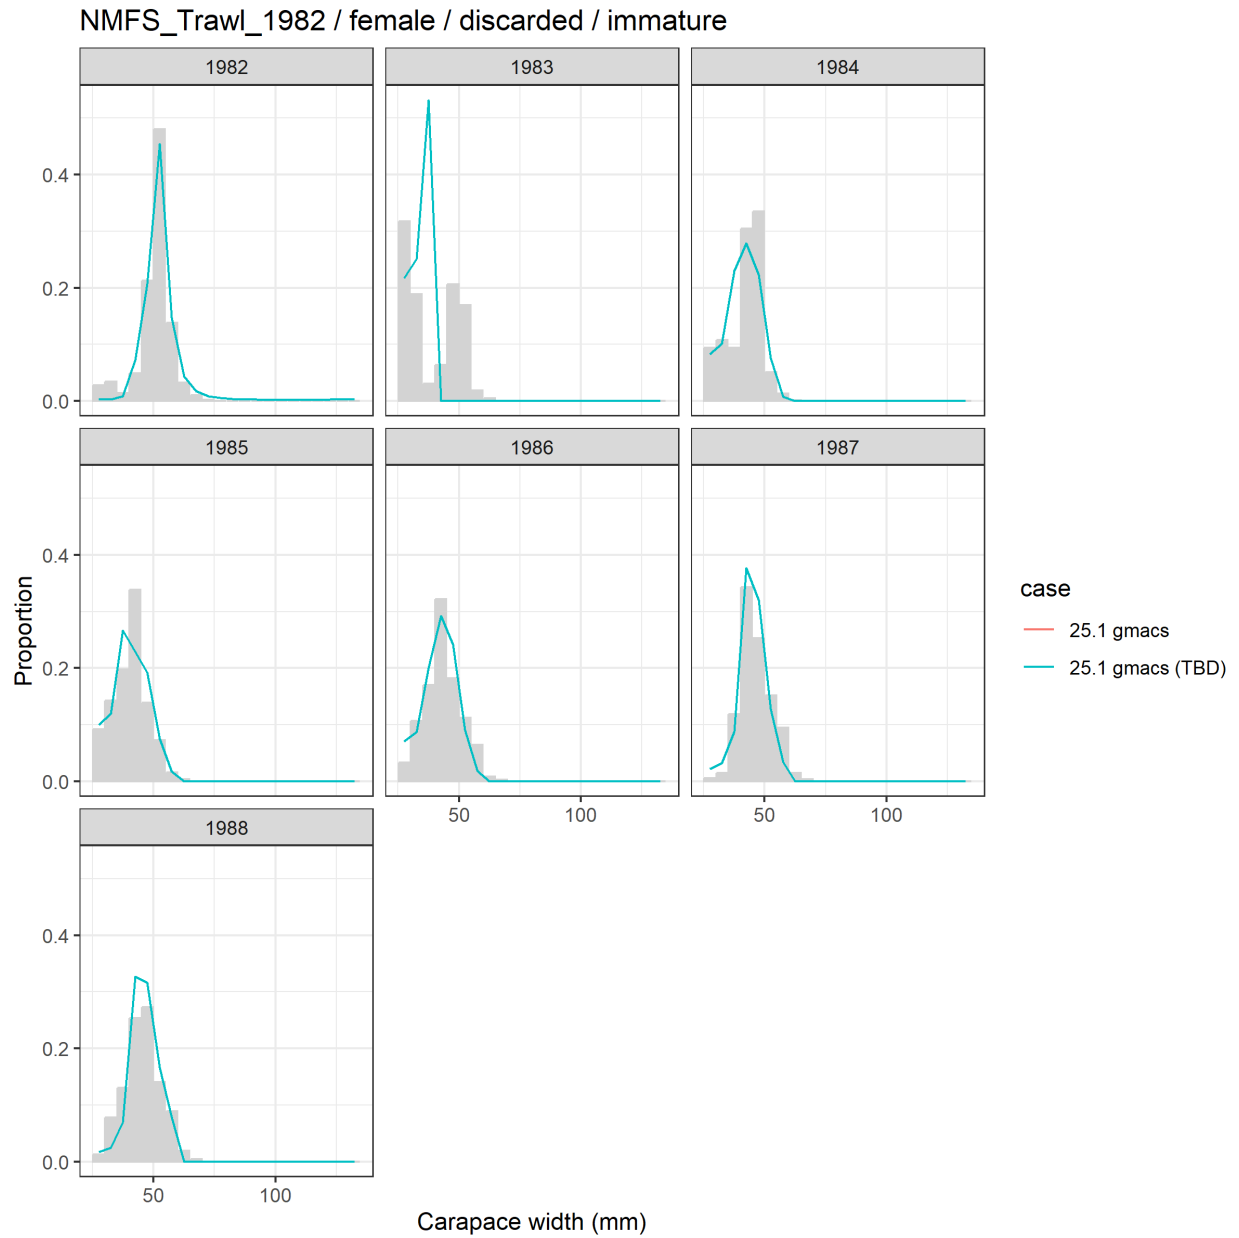 NMFS_Trawl_1982 / female / discarded / immature
1982 1983 1984
0.4
0.2
0.0
1985 1986 1987
0.4
0.2
0.0
50 100 50 100
1988
0.4
0.2
0.0
50 100
Proportion
Carapace width (mm)
case
25.1 gmacs
25.1 gmacs (TBD)